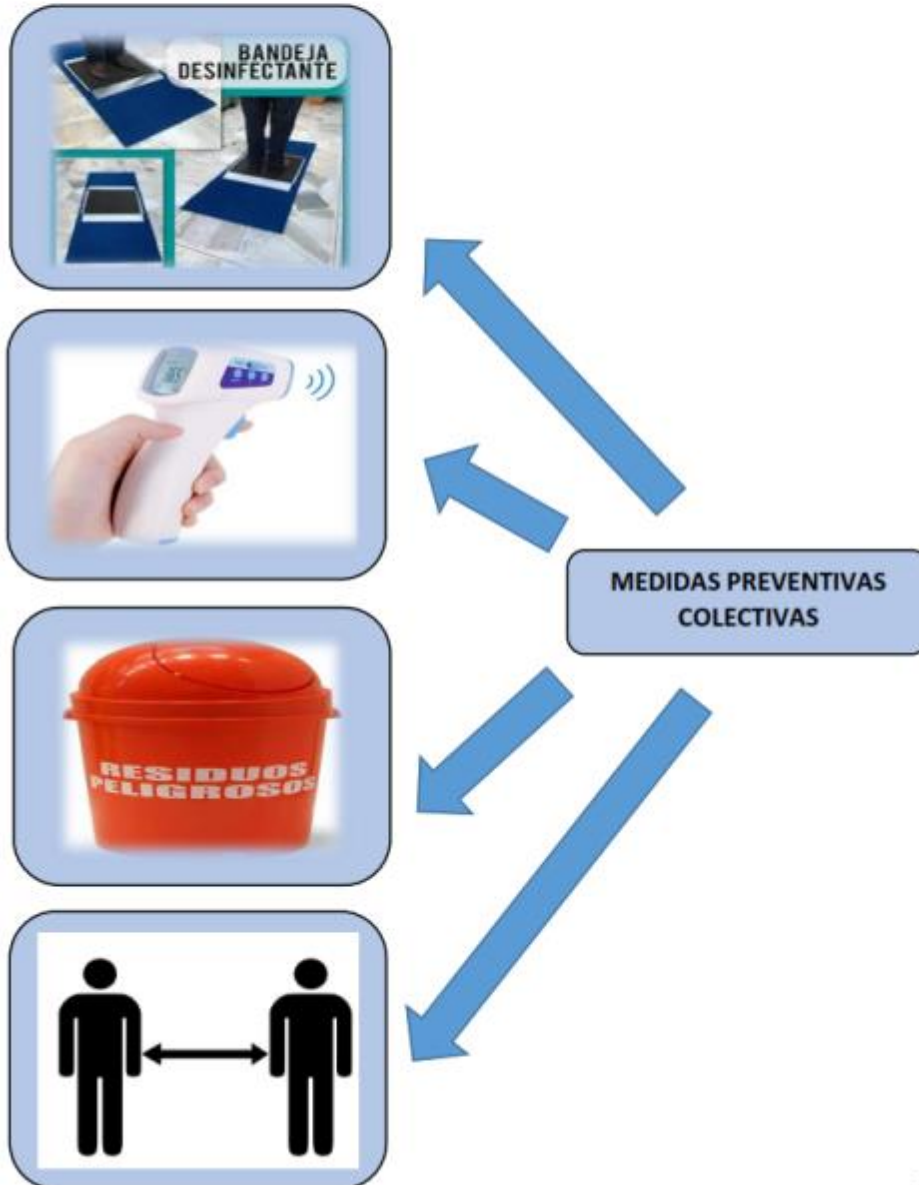 BANDEJA
DESINFECTANTE
MEDIDAS PREVENTIVAS
COLECTIVAS
RESIDUOS
PELIGROSOS